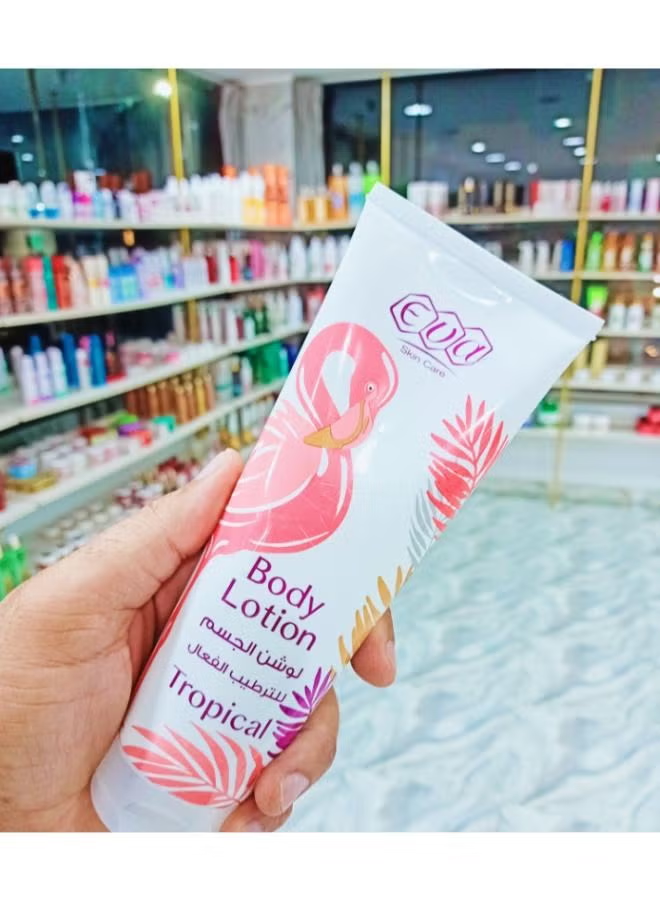 Eva
Skin Care
Body
Lotion
لوشن الجسم
للترطيب الفعال
Tropical